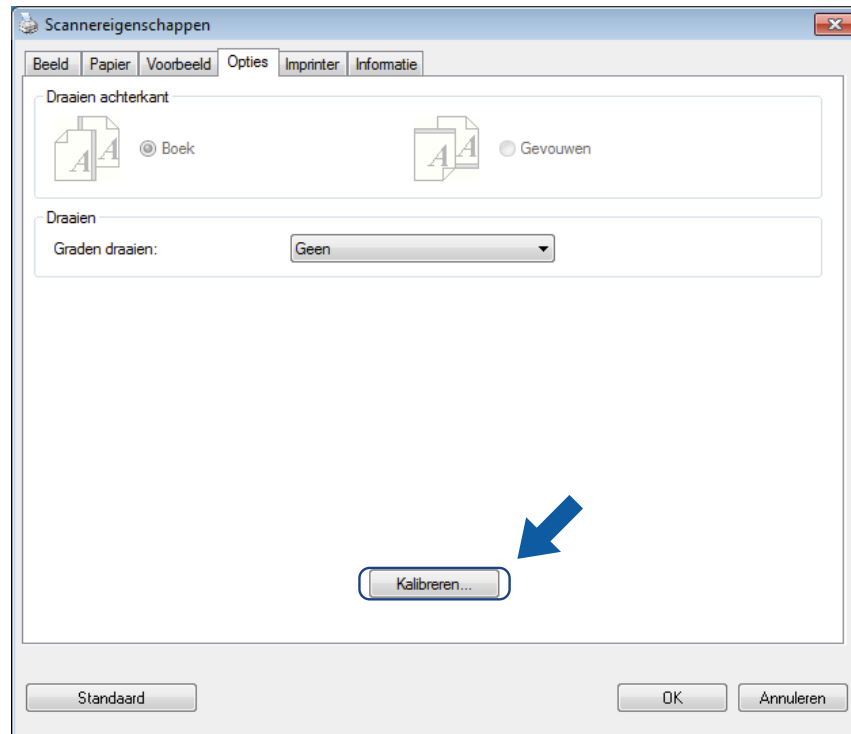 Scannereigenschappen
Beeld Papier Voorbeeld Opties Imprinter Informatie
Draaien achterkant
A A Boek A A Gevouwen
Draaien
Graden draaien: Geen
Kalibreren...
Standaard OK Annuleren